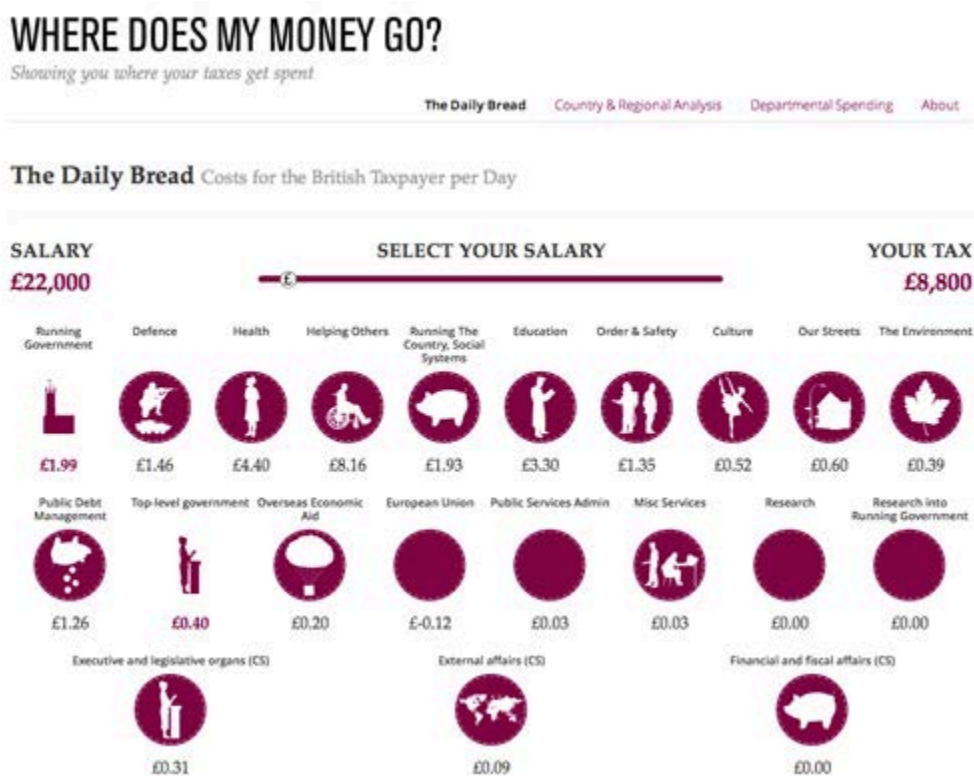 WHERE DOES MY MONEY GO?
Showing you where your taxes get spent
The Daily Bread Country & Regional Analysis Departmental Spending About
The Daily Bread Costs for the British Taxpayer per Day
SALARY SELECT YOUR SALARY YOUR TAX
£22,000 £ £8,800
Running Government Defence Health Helping Others Running The Country, Social Systems Education Order & Safety Culture Our Streets The Environment
£1.99 £1.46 £4.40 £8.16 £1.93 £3.30 £1.35 £0.52 £0.60 £0.39
Public Debt Management Top-level government Overseas Economic Aid European Union Public Services Admin Misc Services Research Research into Running Government
£1.26 £0.40 £0.20 £-0.12 £0.03 £0.03 £0.00 £0.00
Executive and legislative organs (CS) External affairs (CS) Financial and fiscal affairs (CS)
£0.31 £0.09 £0.00